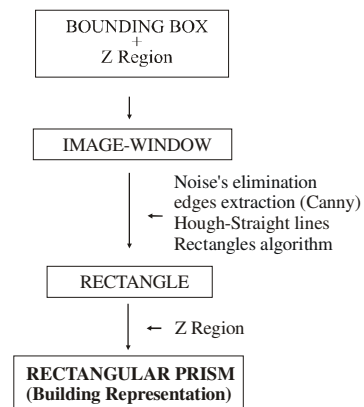 BOUNDING BOX
+
Z Region
IMAGE-WINDOW
Noise's elimination
edges extraction (Canny)
Hough-Straight lines
Rectangles algorithm
RECTANGLE
Z Region
RECTANGULAR PRISM
(Building Representation)